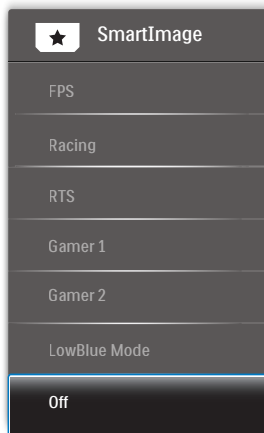 SmartImage
FPS
Racing
RTS
Gamer 1
Gamer 2
LowBlue Mode
Off